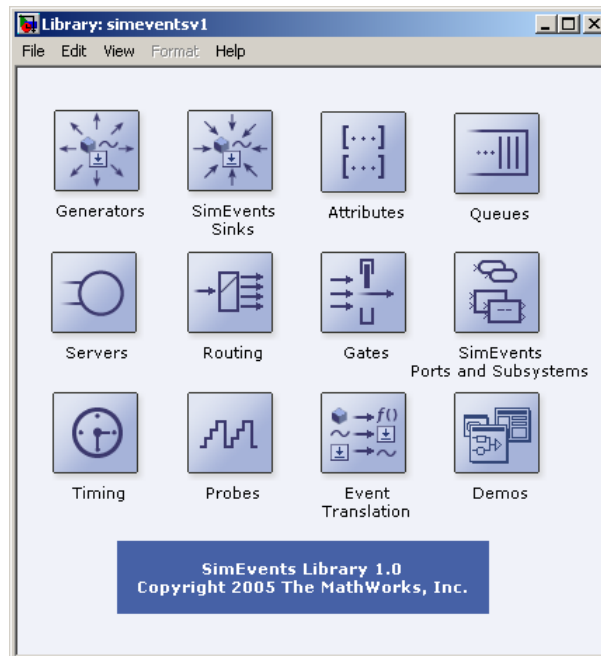 Library: simeventsv1
File Edit View Format Help
[...]
[...]
Generators
SimEvents
Sinks
Attributes
Queues
Servers
Routing
Gates
SimEvents
Ports and Subsystems
f()
Timing
Probes
Event
Translation
Demos
SimEvents Library 1.0
Copyright 2005 The MathWorks, Inc.